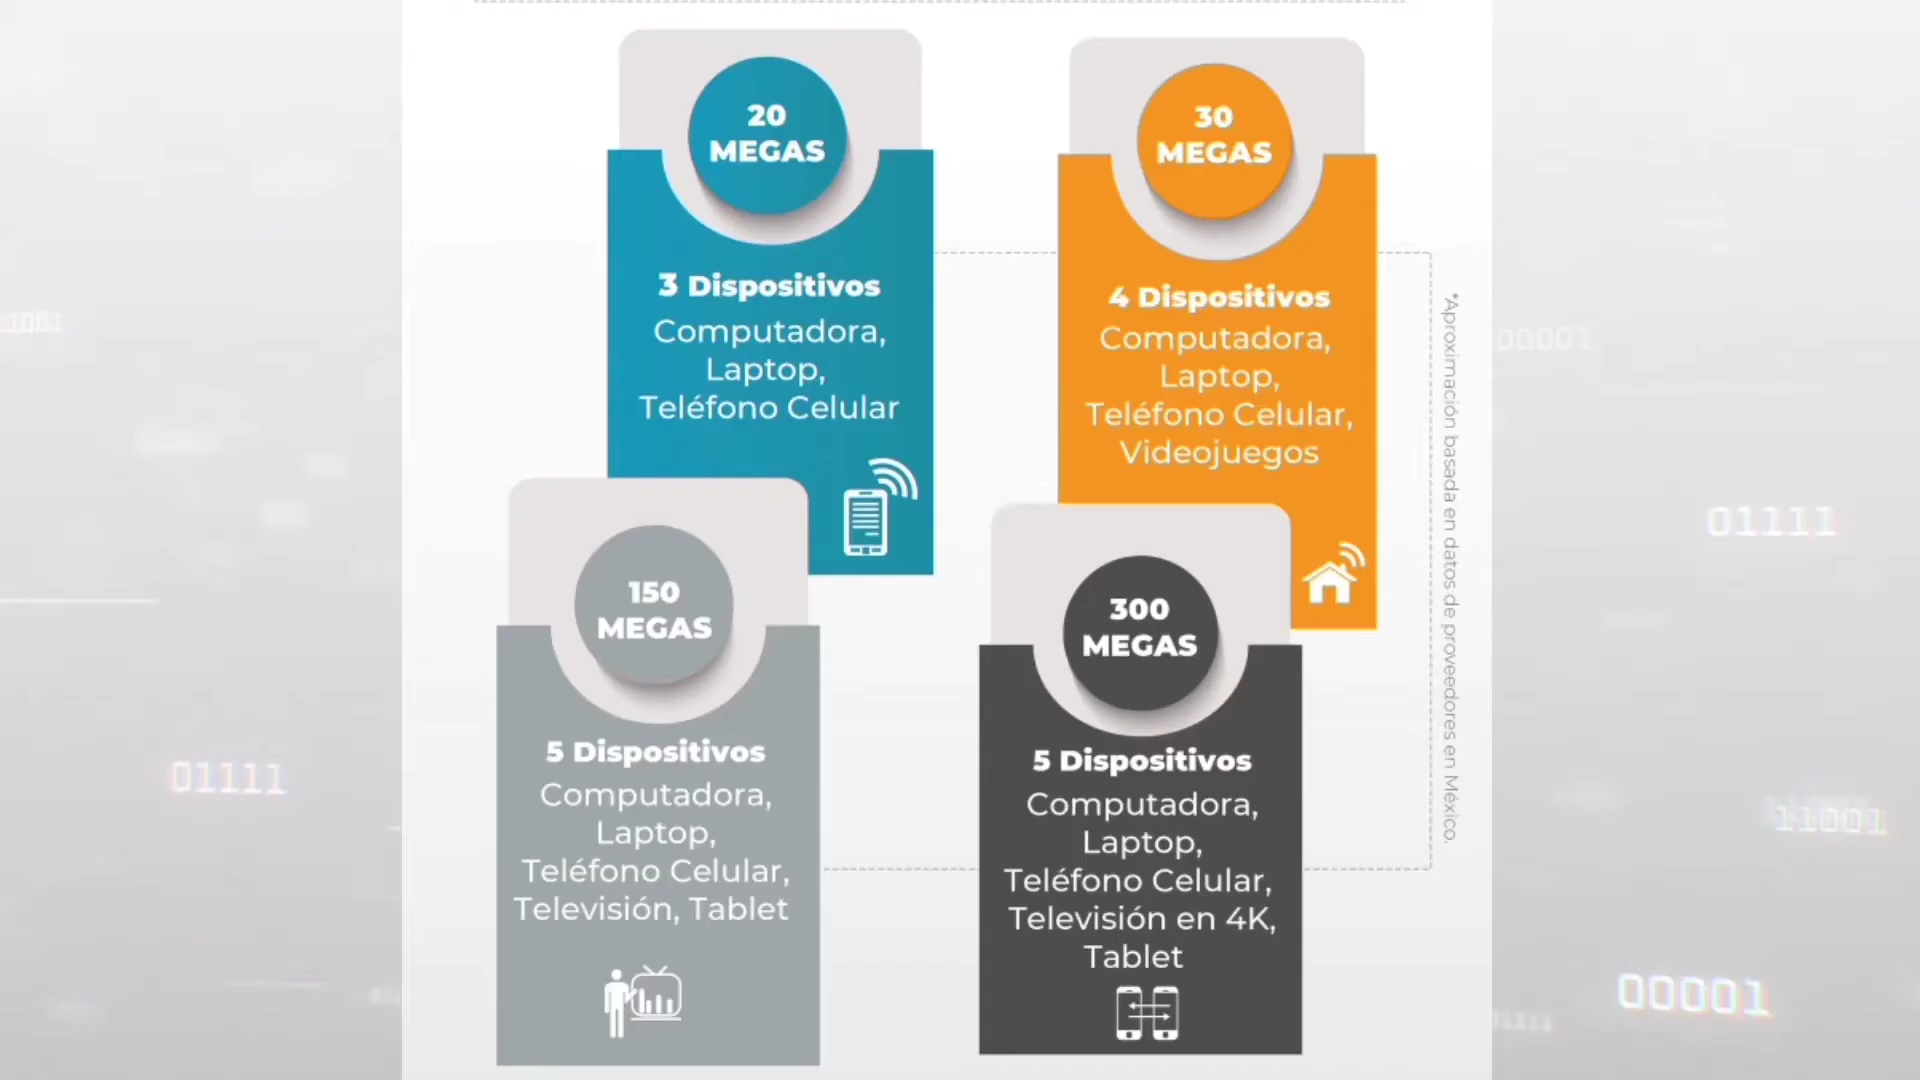 20
MEGAS
3 Dispositivos
Computadora,
Laptop,
Teléfono Celular
30
MEGAS
4 Dispositivos
Computadora,
Laptop,
Teléfono Celular,
Videojuegos
150
MEGAS
5 Dispositivos
Computadora,
Laptop,
Teléfono Celular,
Televisión, Tablet
300
MEGAS
5 Dispositivos
Computadora,
Laptop,
Teléfono Celular,
Televisión en 4K,
Tablet
*Aproximación basada en datos de proveedores en México.
01111
00001
01111
11001
00001